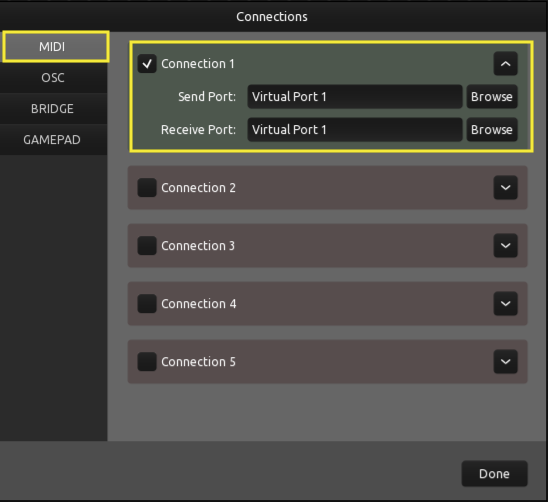 Connections
MIDI
OSC
BRIDGE
GAMEPAD
Connection 1
Send Port: Virtual Port 1 Browse
Receive Port: Virtual Port 1 Browse
Connection 2
Connection 3
Connection 4
Connection 5
Done